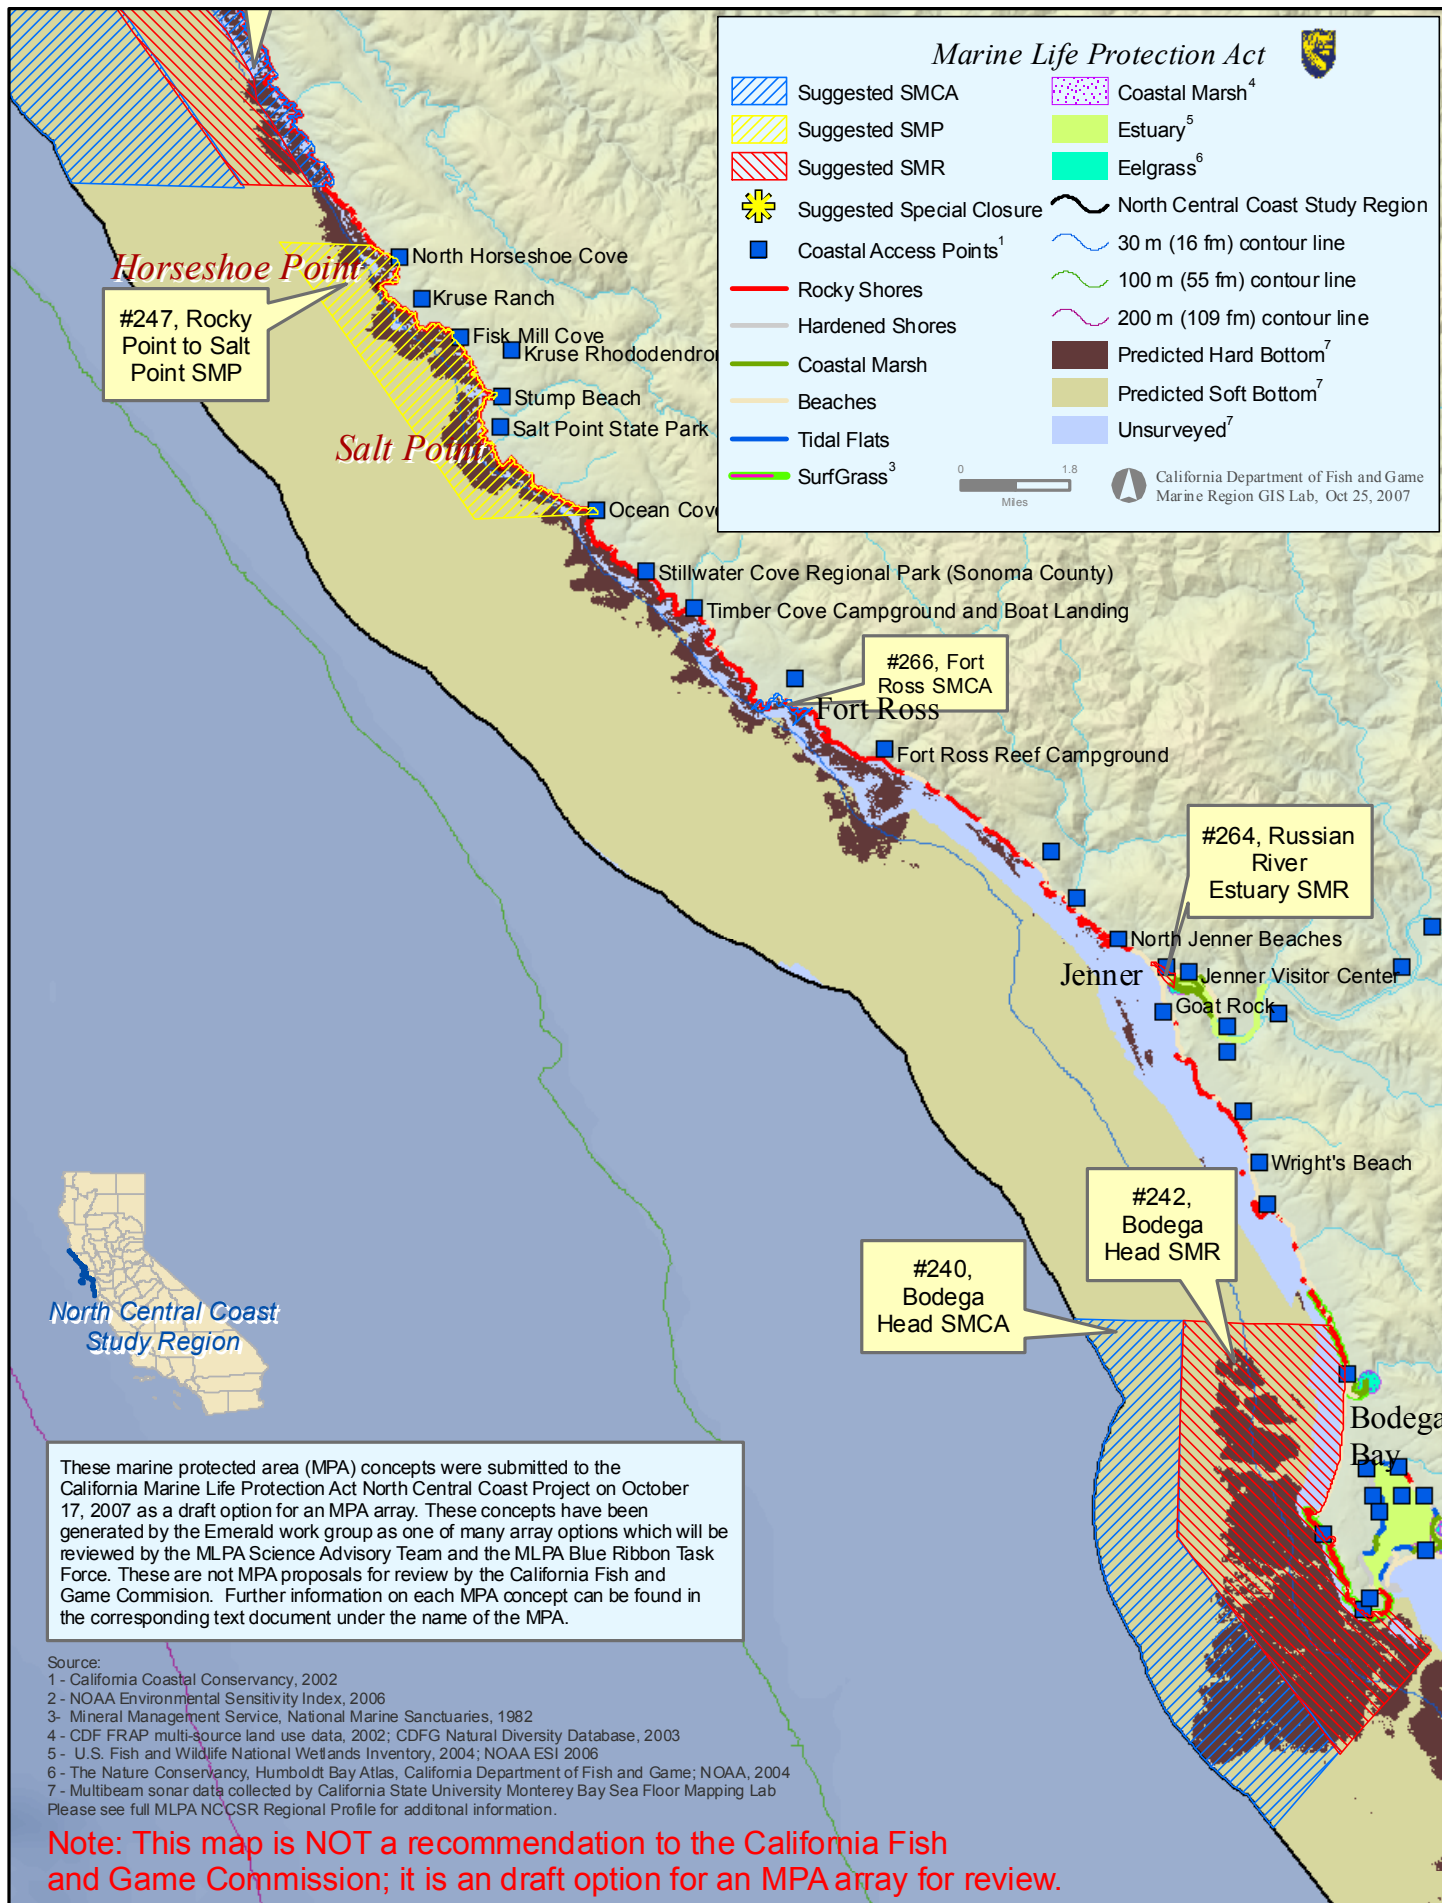 Marine Life Protection Act
Suggested SMCA
Suggested SMP
Suggested SMR
Suggested Special Closure
Coastal Access Points1
Rocky Shores
Hardened Shores
Coastal Marsh
Beaches
Tidal Flats
SurfGrass3
Coastal Marsh4
Estuary5
Eelgrass6
North Central Coast Study Region
30 m (16 fm) contour line
100 m (55 fm) contour line
200 m (109 fm) contour line
Predicted Hard Bottom7
Predicted Soft Bottom7
Unsurveyed7
0 1.8
Miles
California Department of Fish and Game
Marine Region GIS Lab, Oct 25, 2007
North Horseshoe Cove
Horseshoe Point
Kruse Ranch
#247, Rocky
Point to Salt
Point SMP
Fisk Mill Cove
Kruse Rhododendron
Stump Beach
Salt Point State Park
Salt Point
Ocean Cove
Stillwater Cove Regional Park (Sonoma County)
Timber Cove Campground and Boat Landing
#266, Fort
Ross SMCA
Fort Ross
Fort Ross Reef Campground
#264, Russian
River
Estuary SMR
North Jenner Beaches
Jenner
Jenner Visitor Center
Goat Rock
Wright's Beach
#242,
Bodega
Head SMR
#240,
Bodega
Head SMCA
Bodega
Bay
North Central Coast
Study Region
These marine protected area (MPA) concepts were submitted to the
California Marine Life Protection Act North Central Coast Project on October
17, 2007 as a draft option for an MPA array. These concepts have been
generated by the Emerald work group as one of many array options which will be
reviewed by the MLPA Science Advisory Team and the MLPA Blue Ribbon Task
Force. These are not MPA proposals for review by the California Fish and
Game Commision. Further information on each MPA concept can be found in
the corresponding text document under the name of the MPA.
Source:
1 - California Coastal Conservancy, 2002
2 - NOAA Environmental Sensitivity Index, 2006
3- Mineral Management Service, National Marine Sanctuaries, 1982
4 - CDF FRAP multi-source land use data, 2002; CDFG Natural Diversity Database, 2003
5 - U.S. Fish and Wildlife National Wetlands Inventory, 2004; NOAA ESI 2006
6 - The Nature Conservancy, Humboldt Bay Atlas, California Department of Fish and Game; NOAA, 2004
7 - Multibeam sonar data collected by California State University Monterey Bay Sea Floor Mapping Lab
Please see full MLPA NCCSR Regional Profile for additonal information.
Note: This map is NOT a recommendation to the California Fish
and Game Commission; it is an draft option for an MPA array for review.